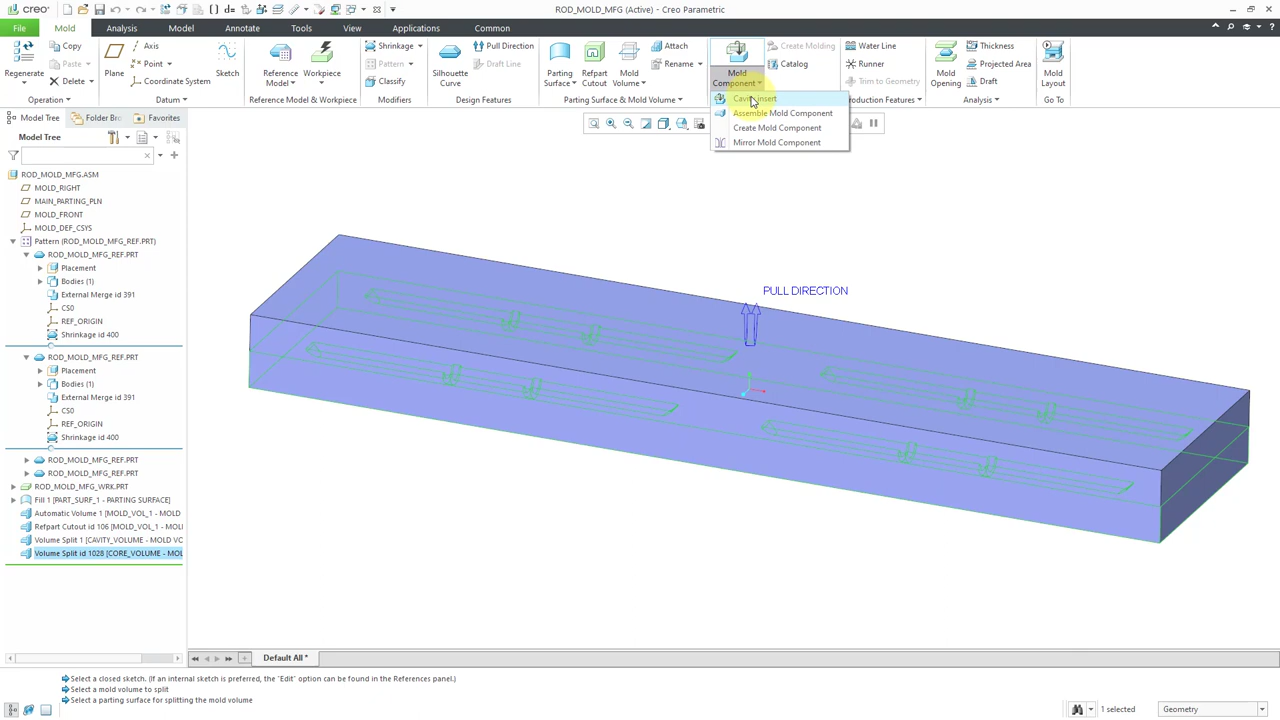 creo
ROD_MOLD_MFG (Active) - Creo Parametric
File Mold Analysis Model Annotate Tools View Applications Common
Regenerate
Copy
Paste
Delete
Operation
Plane
Axis
Point
Coordinate System
Sketch
Datum
Reference Model
Workpiece
Reference Model & Workpiece
Shrinkage
Pattern
Classify
Modifiers
Silhouette Curve
Pull Direction
Draft Line
Design Features
Parting Surface
Refpart Cutout
Mold Volume
Attach
Rename
Parting Surface & Mold Volume
Mold Component
Create Molding
Catalog
Water Line
Runner
Trim to Geometry
roduction Features
Mold Opening
Thickness
Projected Area
Draft
Analysis
Mold Layout
Go To
Assemble Mold Component
Create Mold Component
Mirror Mold Component
Model Tree
Folder Bro
Favorites
Model Tree
ROD_MOLD_MFG.ASM
MOLD_RIGHT
MAIN_PARTING_PLN
MOLD_FRONT
MOLD_DEF_CSYS
Pattern (ROD_MOLD_MFG_REF.PRT)
ROD_MOLD_MFG_REF.PRT
Placement
Bodies (1)
External Merge id 391
CS0
REF_ORIGIN
Shrinkage id 400
ROD_MOLD_MFG_REF.PRT
Placement
Bodies (1)
External Merge id 391
CS0
REF_ORIGIN
Shrinkage id 400
ROD_MOLD_MFG_REF.PRT
ROD_MOLD_MFG_REF.PRT
ROD_MOLD_MFG_WRK.PRT
Fill 1 [PART_SURF_1 - PARTING SURFACE]
Automatic Volume 1 [MOLD_VOL_1 - MOLD
Refpart Cutout id 106 [MOLD_VOL_1 - MOL
Volume Split 1 [CAVITY_VOLUME - MOLD VO
Volume Split id 1028 [CORE_VOLUME - MOL
PULL DIRECTION
Default All *
Select a closed sketch. (If an internal sketch is preferred, the 'Edit' option can be found in the References panel.)
Select a mold volume to split
Select a parting surface for splitting the mold volume
1 selected
Geometry